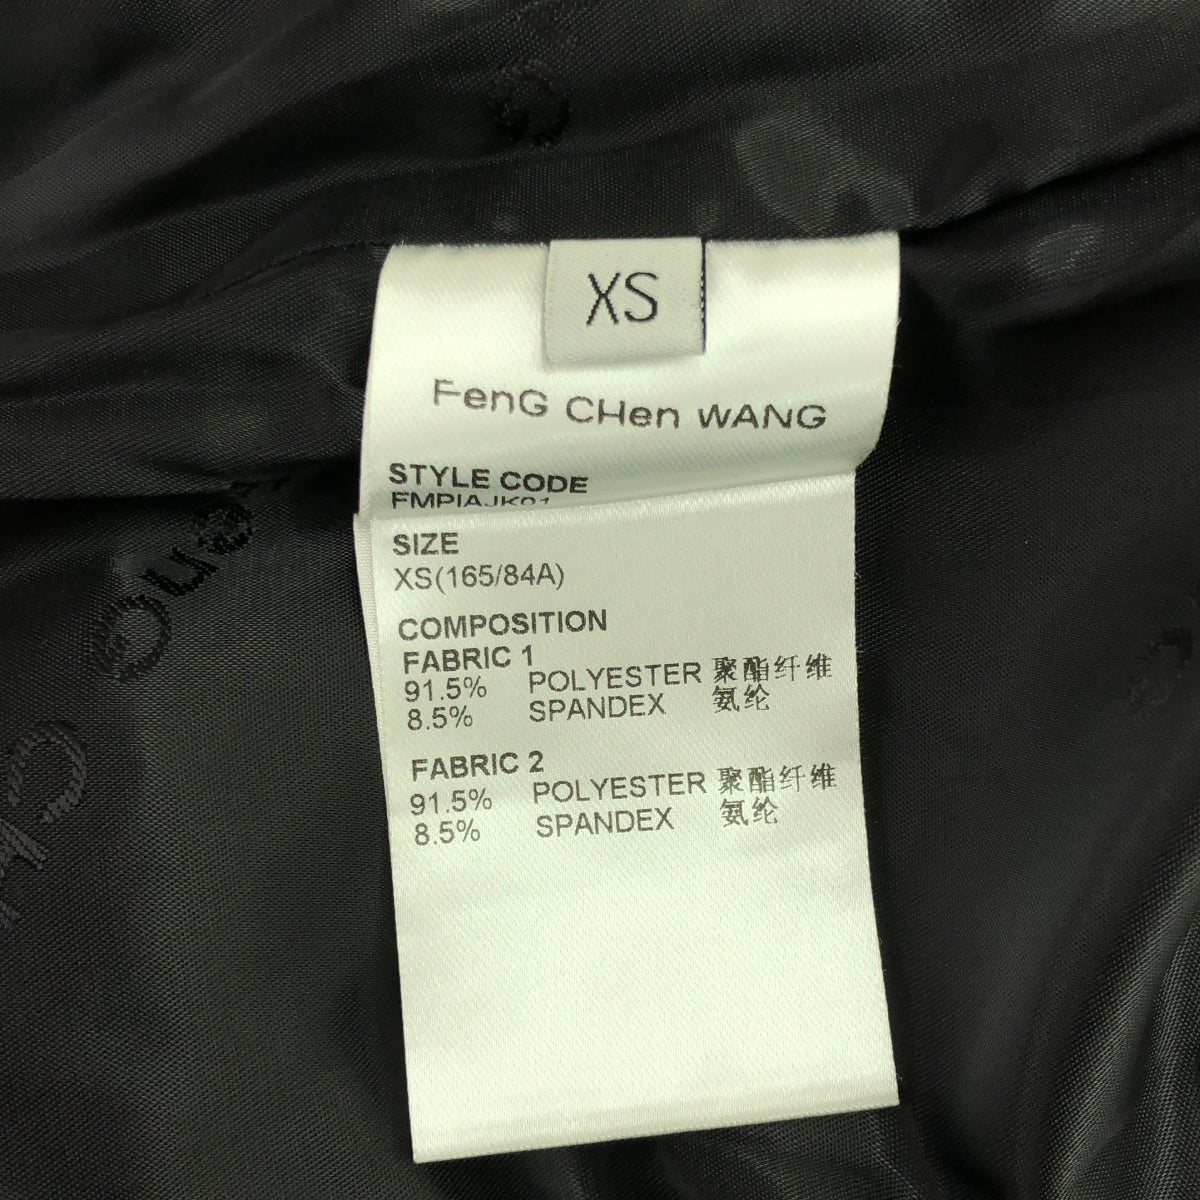 XS
FenG CHen WANG
STYLE CODE
FMPIAJK01
SIZE
XS(165/84A)
COMPOSITION
FABRIC 1
91.5% POLYESTER 聚酯纤维
8.5% SPANDEX 氨纶
FABRIC 2
91.5% POLYESTER 聚酯纤维
8.5% SPANDEX 氨纶